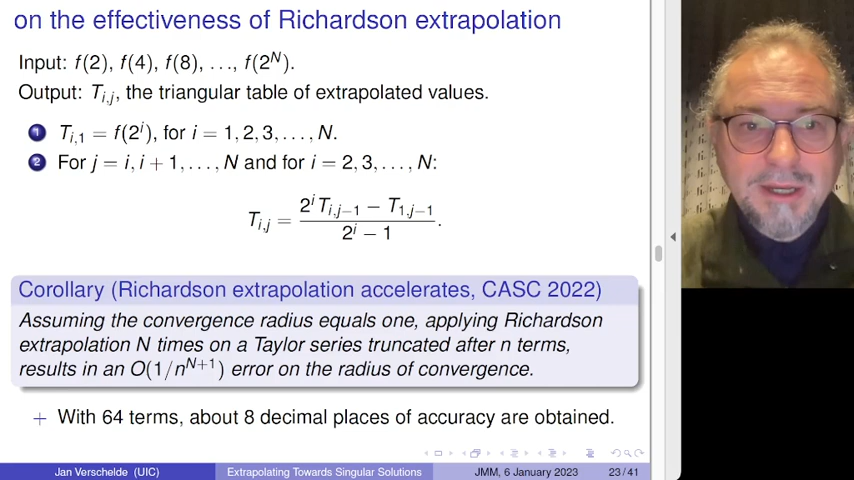 on the effectiveness of Richardson extrapolation
Input: f(2), f(4), f(8), ..., f(2^N).
Output: T_{i,j}, the triangular table of extrapolated values.
1 T_{i,1} = f(2^i), for i = 1, 2, 3, ..., N.
2 For j = i, i + 1, ..., N and for i = 2, 3, ..., N:
T_{i,j} = \frac{2^i T_{i,j-1} − T_{1,j-1}}{2^i − 1}.
Corollary (Richardson extrapolation accelerates, CASC 2022)
Assuming the convergence radius equals one, applying Richardson
extrapolation N times on a Taylor series truncated after n terms,
results in an O(1/n^{N+1}) error on the radius of convergence.
+ With 64 terms, about 8 decimal places of accuracy are obtained.
Jan Verschelde (UIC) Extrapolating Towards Singular Solutions JMM, 6 January 2023 23 / 41